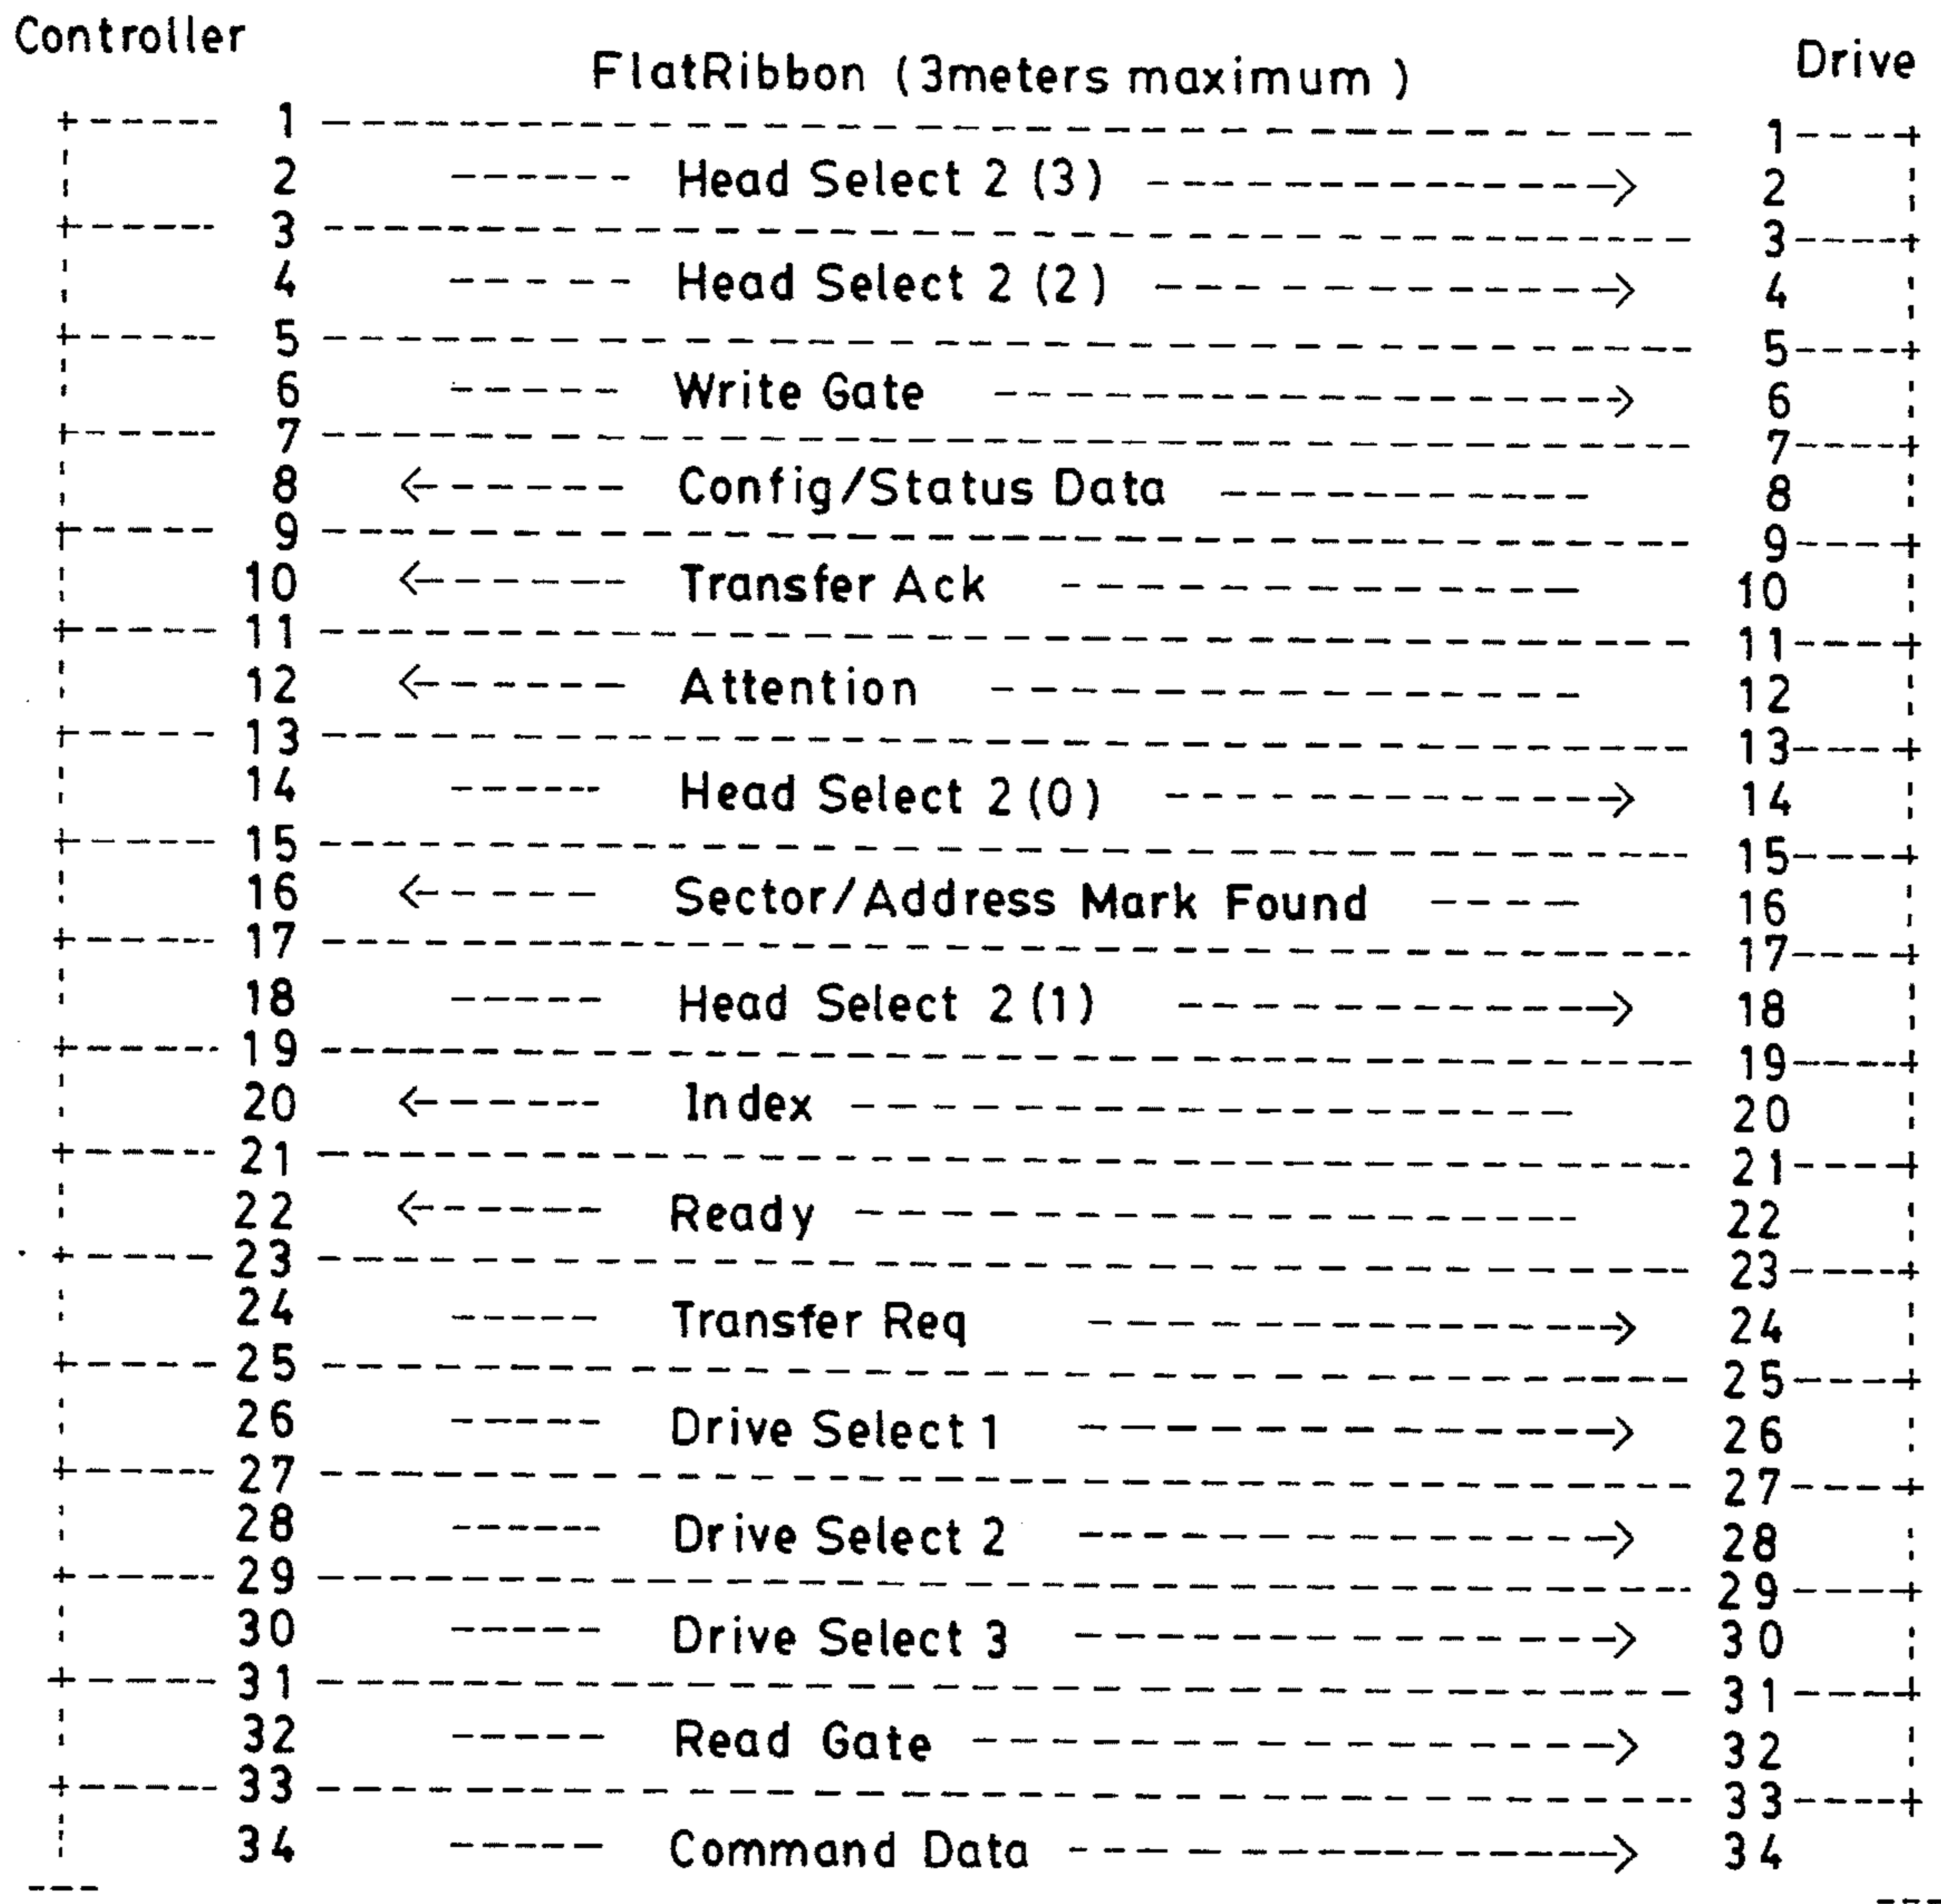 Controller FlatRibbon (3meters maximum) Drive
1 1
2 Head Select 2 (3) 2
3 3
4 Head Select 2 (2) 4
5 5
6 Write Gate 6
7 7
8 Config/Status Data 8
9 9
10 Transfer Ack 10
11 11
12 Attention 12
13 13
14 Head Select 2 (0) 14
15 15
16 Sector/Address Mark Found 16
17 17
18 Head Select 2 (1) 18
19 19
20 Index 20
21 21
22 Ready 22
23 23
24 Transfer Req 24
25 25
26 Drive Select 1 26
27 27
28 Drive Select 2 28
29 29
30 Drive Select 3 30
31 31
32 Read Gate 32
33 33
34 Command Data 34